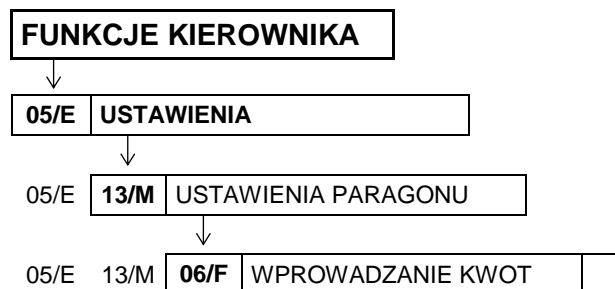 FUNKCJE KIEROWNIKA
05/E USTAWIENIA
05/E 13/M USTAWIENIA PARAGONU
05/E 13/M 06/F WPROWADZANIE KWOT